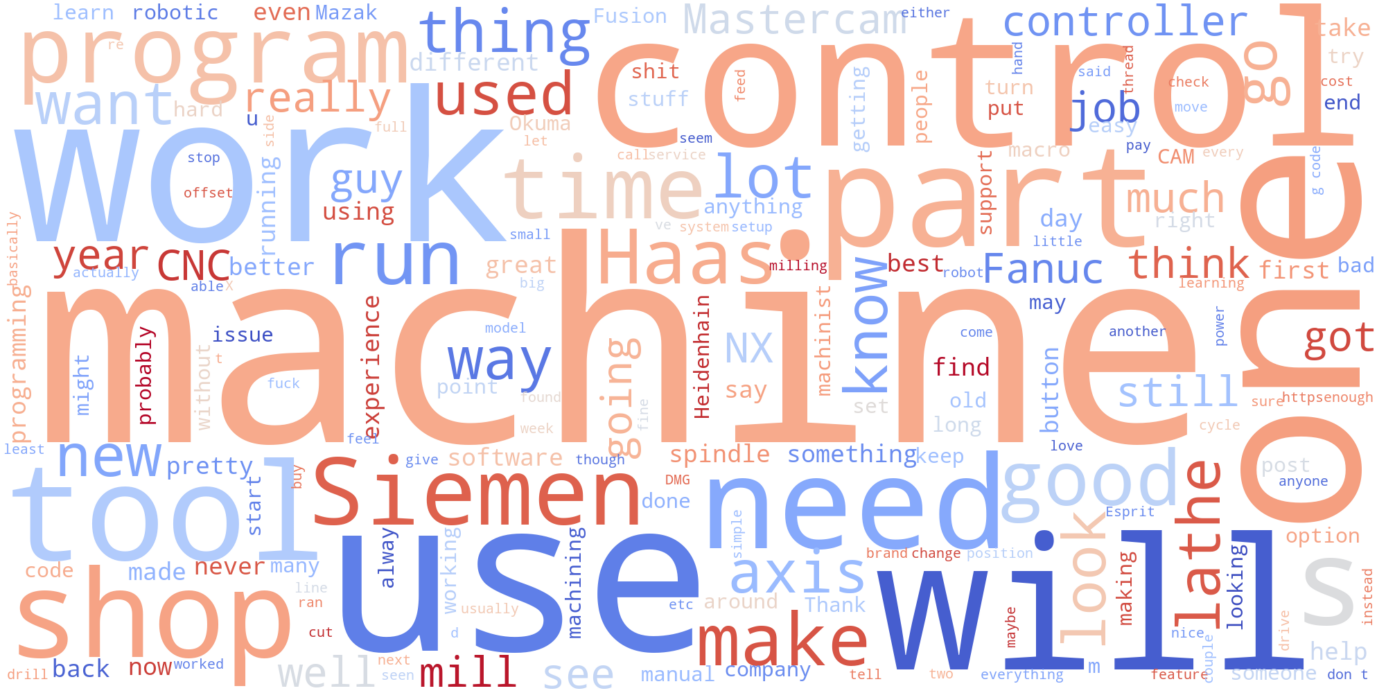 learn robotic even Mazak
thing
Fusion Mastercam either
controller
take
program
re
different
control
go
try
want
hard
really
used
shit
stuff
feed
getting
people
turn
put
hand
said
thread
check
move
job
easy
cost
end
u
side
full
Okuma
let
seem
macro
pay
CAM
every
work
stop
offset
running
guy
using
time
callservice
lot
anything
part
support
day
little
much
right
g code
one
basically
year
actually
CNC
able
X
better
run
small
ve
system
setup
great
big
Haas
milling
know
best
robot
Fanuc
may
think
learning
first
bad
machine
programming
might
probably
issue
without
t
fuck
experience
model
way
point
found
week
going
fine
Heidenhain
NX
say
machinist
set
come
find
old
long
another
button
power
still
got
sure
httpsenough
cycle
least
new
pretty
feel
give
software
though
spindle
something
keep
love
post
anyone
tool
start
buy
Siemen
DMG
done
need
good
Esprit
look
lathe
option
code
made
never
many
alway
use
working
usually
machining
simple
axis
brand
change
position
will
making
looking
s
instead
shop
line
ran
cut
d
etc
around
Thank
make
maybe
nice
couple
drive
help
drill
back
now
worked
well
next
seen
mill
see
manual
company
tell
two
everything
m
feature
someone
don t